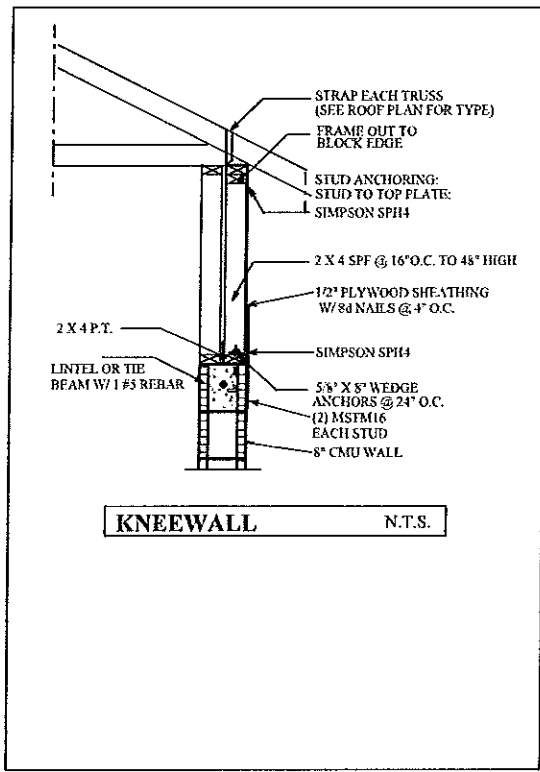 STRAP EACH TRUSS
(SEE ROOF PLAN FOR TYPE)
FRAME OUT TO
BLOCK EDGE
STUD ANCHORING:
STUD TO TOP PLATE:
SIMPSON SPH4
2 X 4 SPF @ 16" O.C. TO 48" HIGH
1/2" PLYWOOD SHEATHING
W/ 8d NAILS @ 4" O.C.
2 X 4 P.T.
SIMPSON SPH4
LINTEL OR TIE
BEAM W/ 1 #5 REBAR
5/8" X 8" WEDGE
ANCHORS @ 24" O.C.
(2) MSTM16
EACH STUD
8" CMU WALL
KNEEWALL N.T.S.